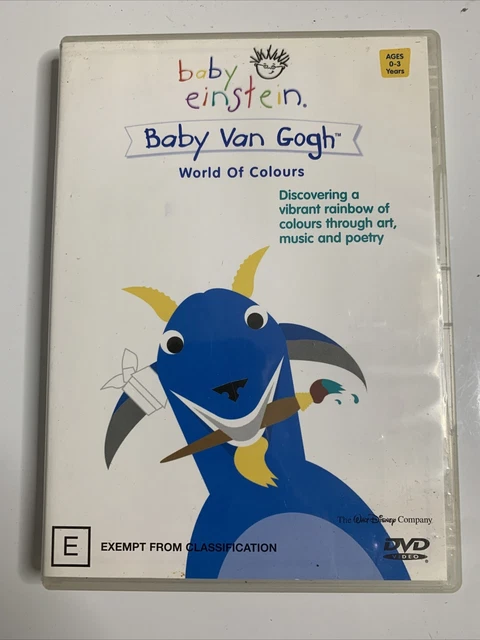 baby
einstein.
AGES
0-3
Years
Baby Van Gogh™
World Of Colours
Discovering a
vibrant rainbow of
colours through art,
music and poetry
The Walt Disney Company
E EXEMPT FROM CLASSIFICATION
DVD
VIDEO